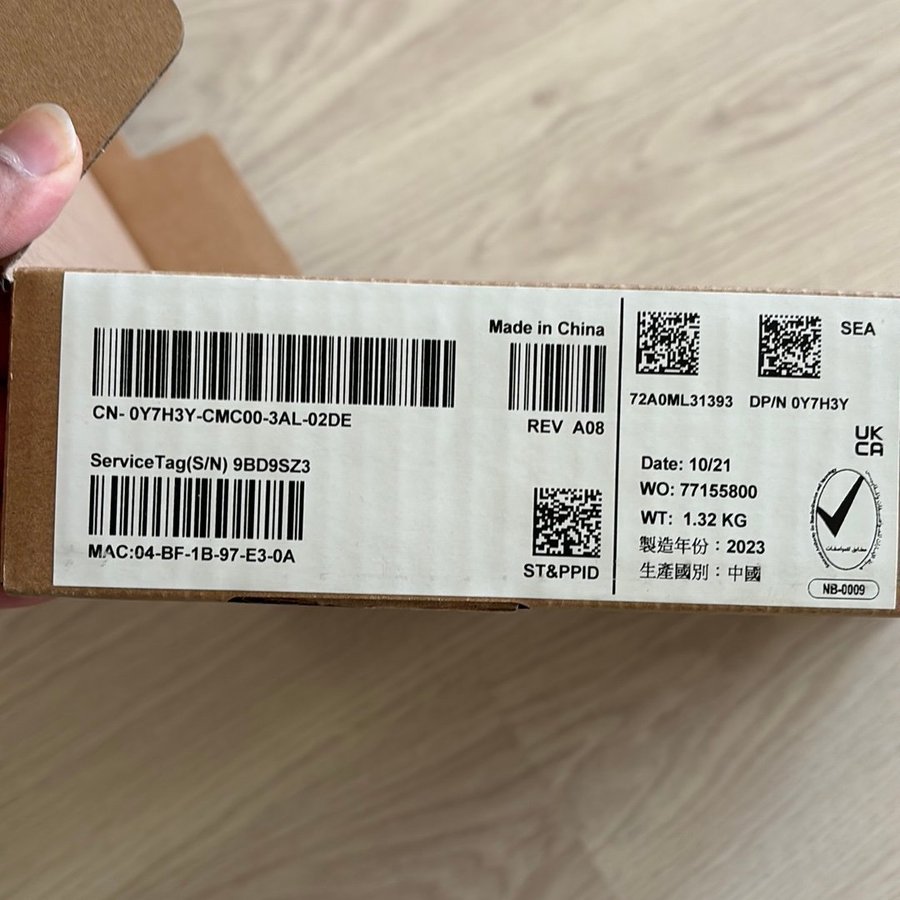 CN- 0Y7H3Y-CMC00-3AL-02DE
Made in China
REV A08
ServiceTag(S/N) 9BD9SZ3
MAC:04-BF-1B-97-E3-0A
ST&PPID
SEA
72A0ML31393
DP/N 0Y7H3Y
UK
CA
Date: 10/21
WO: 77155800
WT: 1.32 KG
製造年份：2023
生產國別：中國
NB-0009